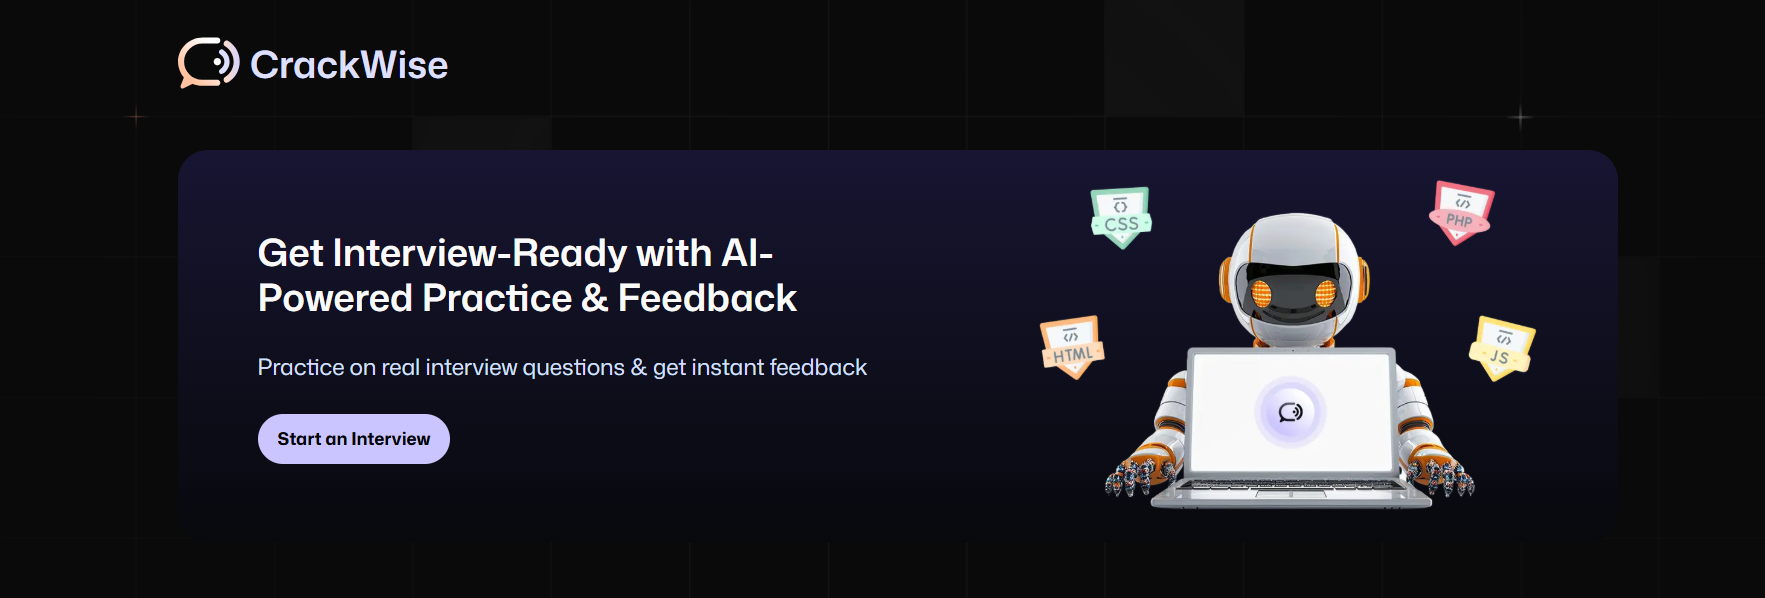 CrackWise
Get Interview-Ready with AI-
Powered Practice & Feedback
Practice on real interview questions & get instant feedback
Start an Interview
CSS
PHP
HTML
JS